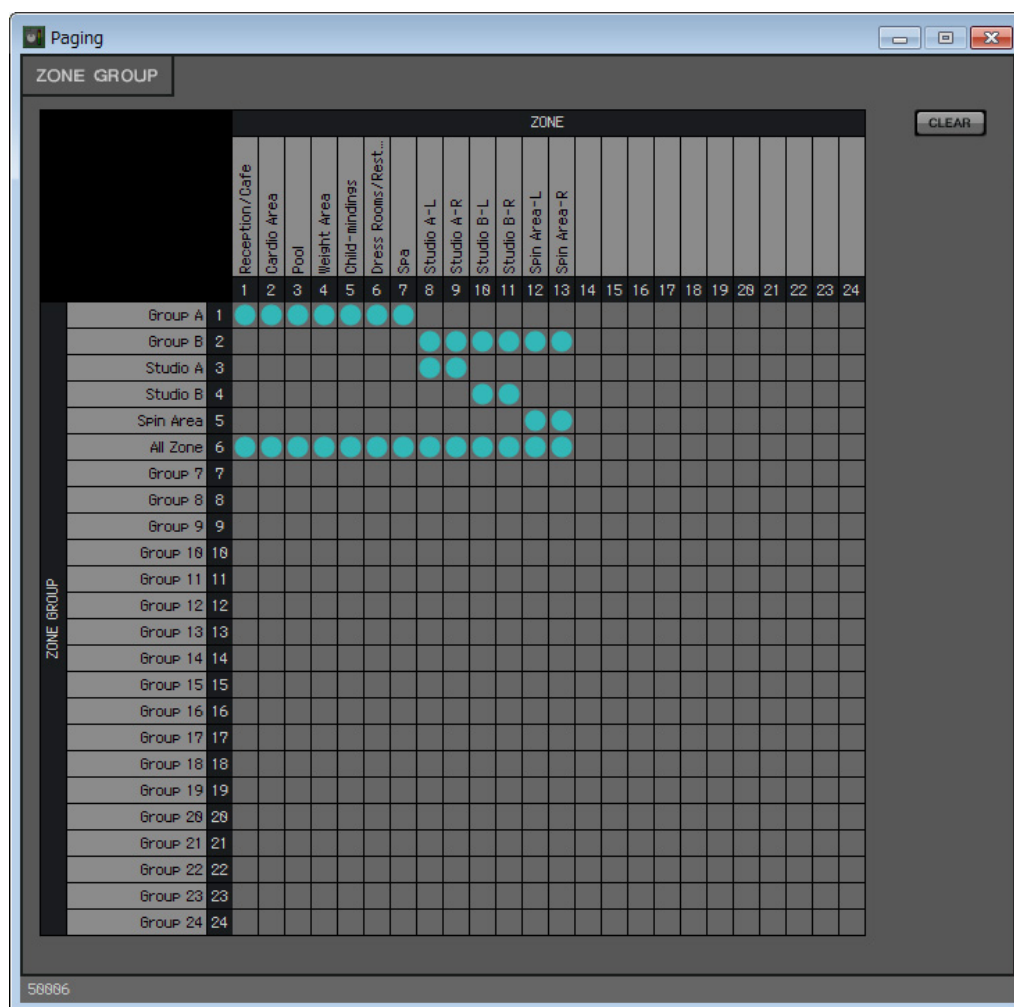 Paging
ZONE GROUP
CLEAR
ZONE
Reception/Cafe
Cardio Area
Pool
Weight Area
Child-mindings
Dress Rooms/Rest...
Spa
Studio A-L
Studio A-R
Studio B-L
Studio B-R
Spin Area-L
Spin Area-R
1 2 3 4 5 6 7 8 9 10 11 12 13 14 15 16 17 18 19 20 21 22 23 24
ZONE GROUP
Group A 1
Group B 2
Studio A 3
Studio B 4
Spin Area 5
All Zone 6
Group 7 7
Group 8 8
Group 9 9
Group 10 10
Group 11 11
Group 12 12
Group 13 13
Group 14 14
Group 15 15
Group 16 16
Group 17 17
Group 18 18
Group 19 19
Group 20 20
Group 21 21
Group 22 22
Group 23 23
Group 24 24
50006